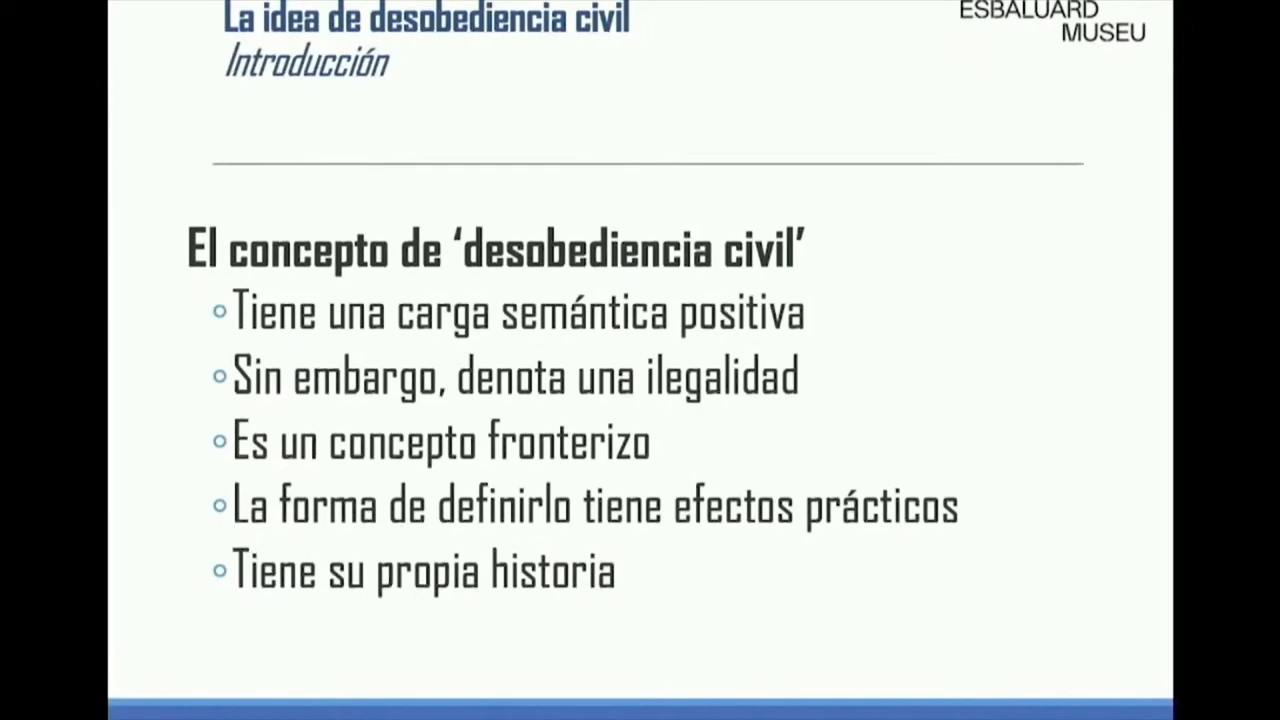 La idea de desobediencia civil
Introducción
ESBALUARD
MUSEU
El concepto de ‘desobediencia civil’
Tiene una carga semántica positiva
Sin embargo, denota una ilegalidad
Es un concepto fronterizo
La forma de definirlo tiene efectos prácticos
Tiene su propia historia